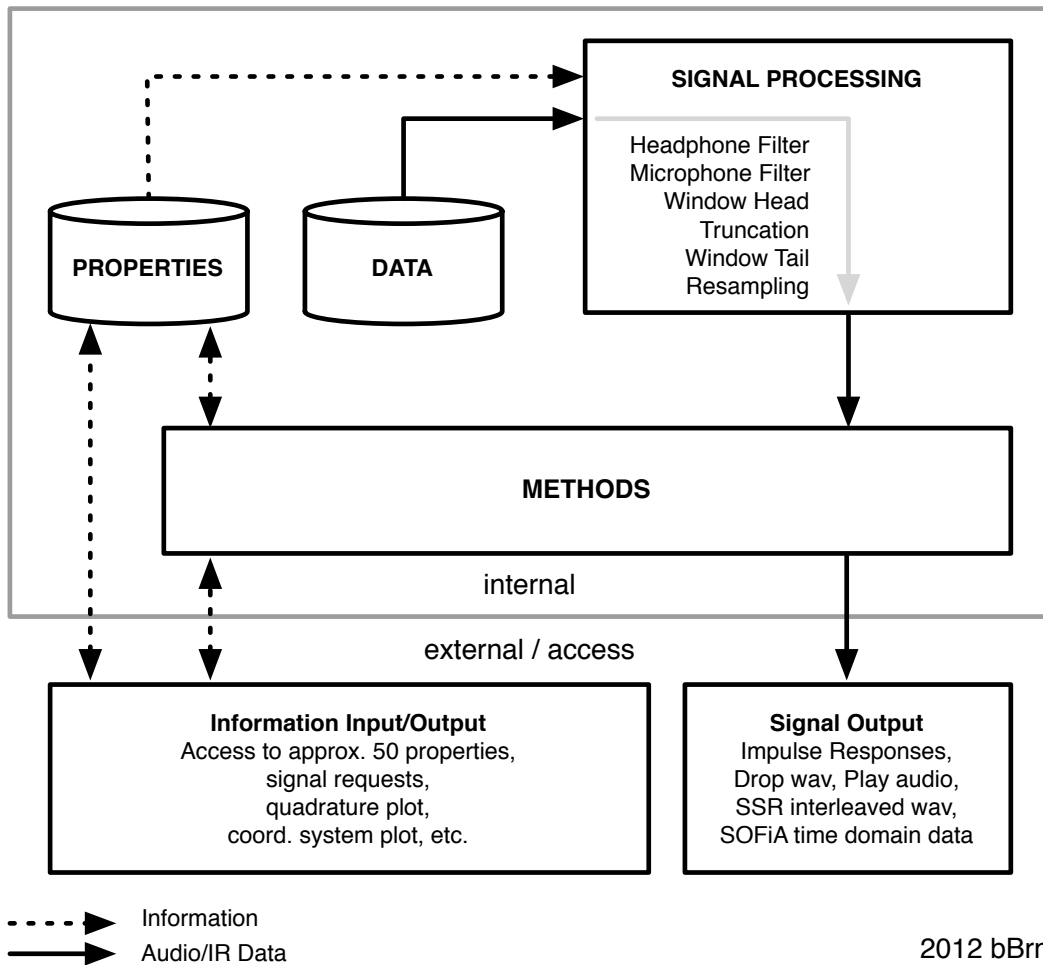 SIGNAL PROCESSING
Headphone Filter
Microphone Filter
Window Head
Truncation
Window Tail
Resampling
PROPERTIES
DATA
METHODS
internal
external / access
Information Input/Output
Access to approx. 50 properties,
signal requests,
quadrature plot,
coord. system plot, etc.
Signal Output
Impulse Responses,
Drop wav, Play audio,
SSR interleaved wav,
SOFiA time domain data
Information
Audio/IR Data
2012